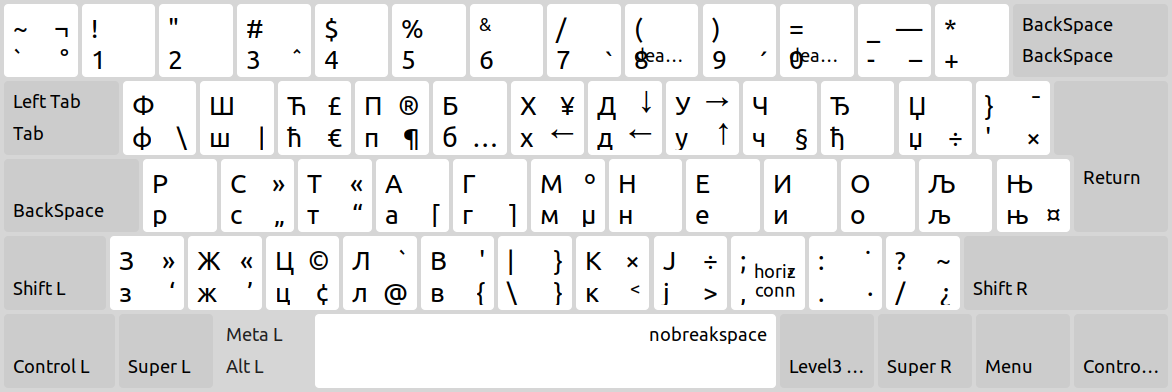 ~ ¬ ! " # $ % & / ( ) = _ — * BackSpace
` ° 1 2 3 ˆ 4 5 6 7 ` 8 dea… 9 ´ 0 dea… - – + BackSpace
Left Tab Ф Ш Ћ £ П ® Б Х ¥ Д ↓ У → Ч Ђ Џ } ¯
Tab ф \ ш | ћ € п ¶ б … х ← д ← у ↑ ч § ђ џ ÷ ' ×
Р С » Т « А Г М º Н Е И О Љ Њ Return
BackSpace р с „ т “ а [ г ] м µ н е и о љ њ ¤
З » Ж « Ц © Л ` В ' | } К × Ј ÷ ; horiz : ˙ ? ~
Shift L з ‘ ж ’ ц ¢ л @ в { \ } к < ј > , conn . · / ¿ Shift R
Meta L nobreakspace
Control L Super L Alt L Level3 … Super R Menu Contro…